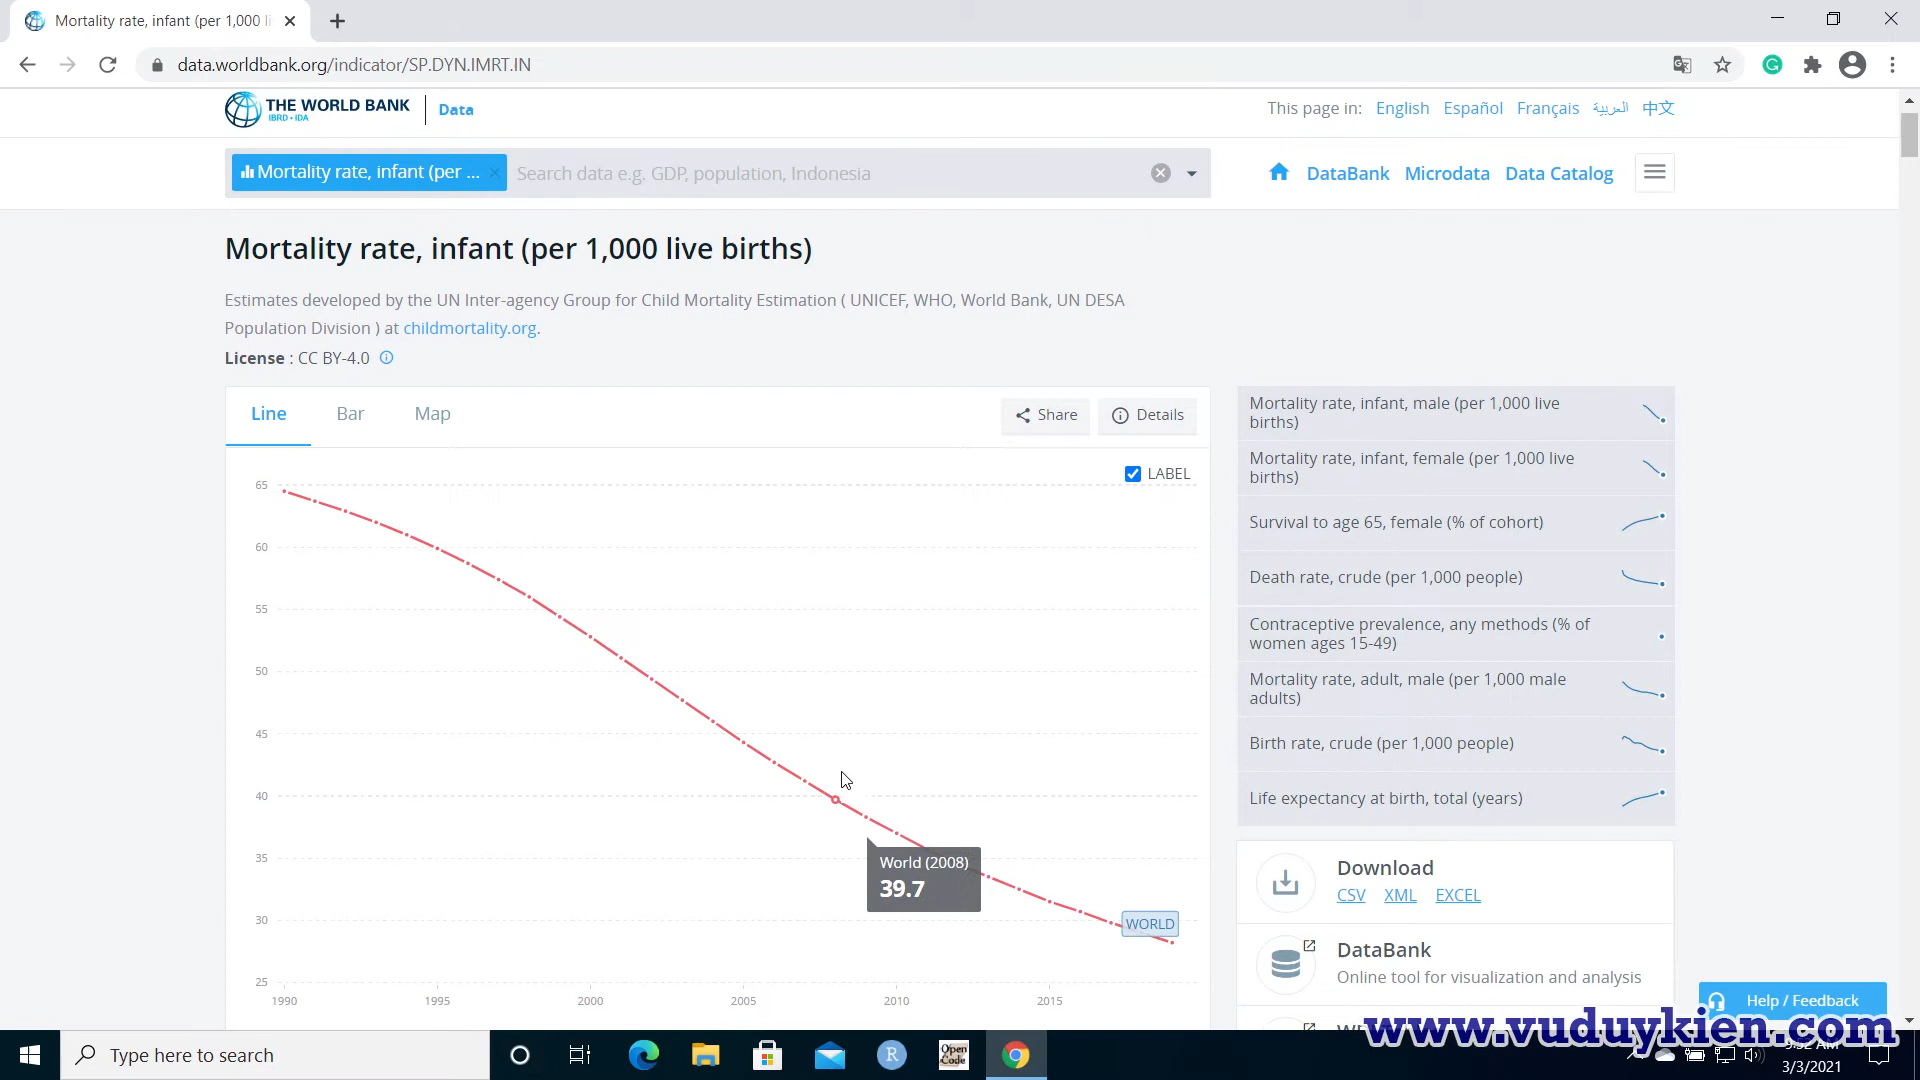 Mortality rate, infant (per 1,000 li
data.worldbank.org/indicator/SP.DYN.IMRT.IN
THE WORLD BANK
IBRD • IDA
Data
This page in: English Español Français العربية 中文
Mortality rate, infant (per ...
Search data e.g. GDP, population, Indonesia
DataBank Microdata Data Catalog
Mortality rate, infant (per 1,000 live births)
Estimates developed by the UN Inter-agency Group for Child Mortality Estimation ( UNICEF, WHO, World Bank, UN DESA
Population Division ) at childmortality.org.
License : CC BY-4.0
Line Bar Map
Share Details
LABEL
65
60
55
50
45
40
35
30
25
World (2008)
39.7
WORLD
1990 1995 2000 2005 2010 2015
Mortality rate, infant, male (per 1,000 live
births)
Mortality rate, infant, female (per 1,000 live
births)
Survival to age 65, female (% of cohort)
Death rate, crude (per 1,000 people)
Contraceptive prevalence, any methods (% of
women ages 15-49)
Mortality rate, adult, male (per 1,000 male
adults)
Birth rate, crude (per 1,000 people)
Life expectancy at birth, total (years)
Download
CSV XML EXCEL
DataBank
Online tool for visualization and analysis
Help / Feedback
www.vuduykien.com
Type here to search
R
Open
Code
9:52 AM
3/3/2021